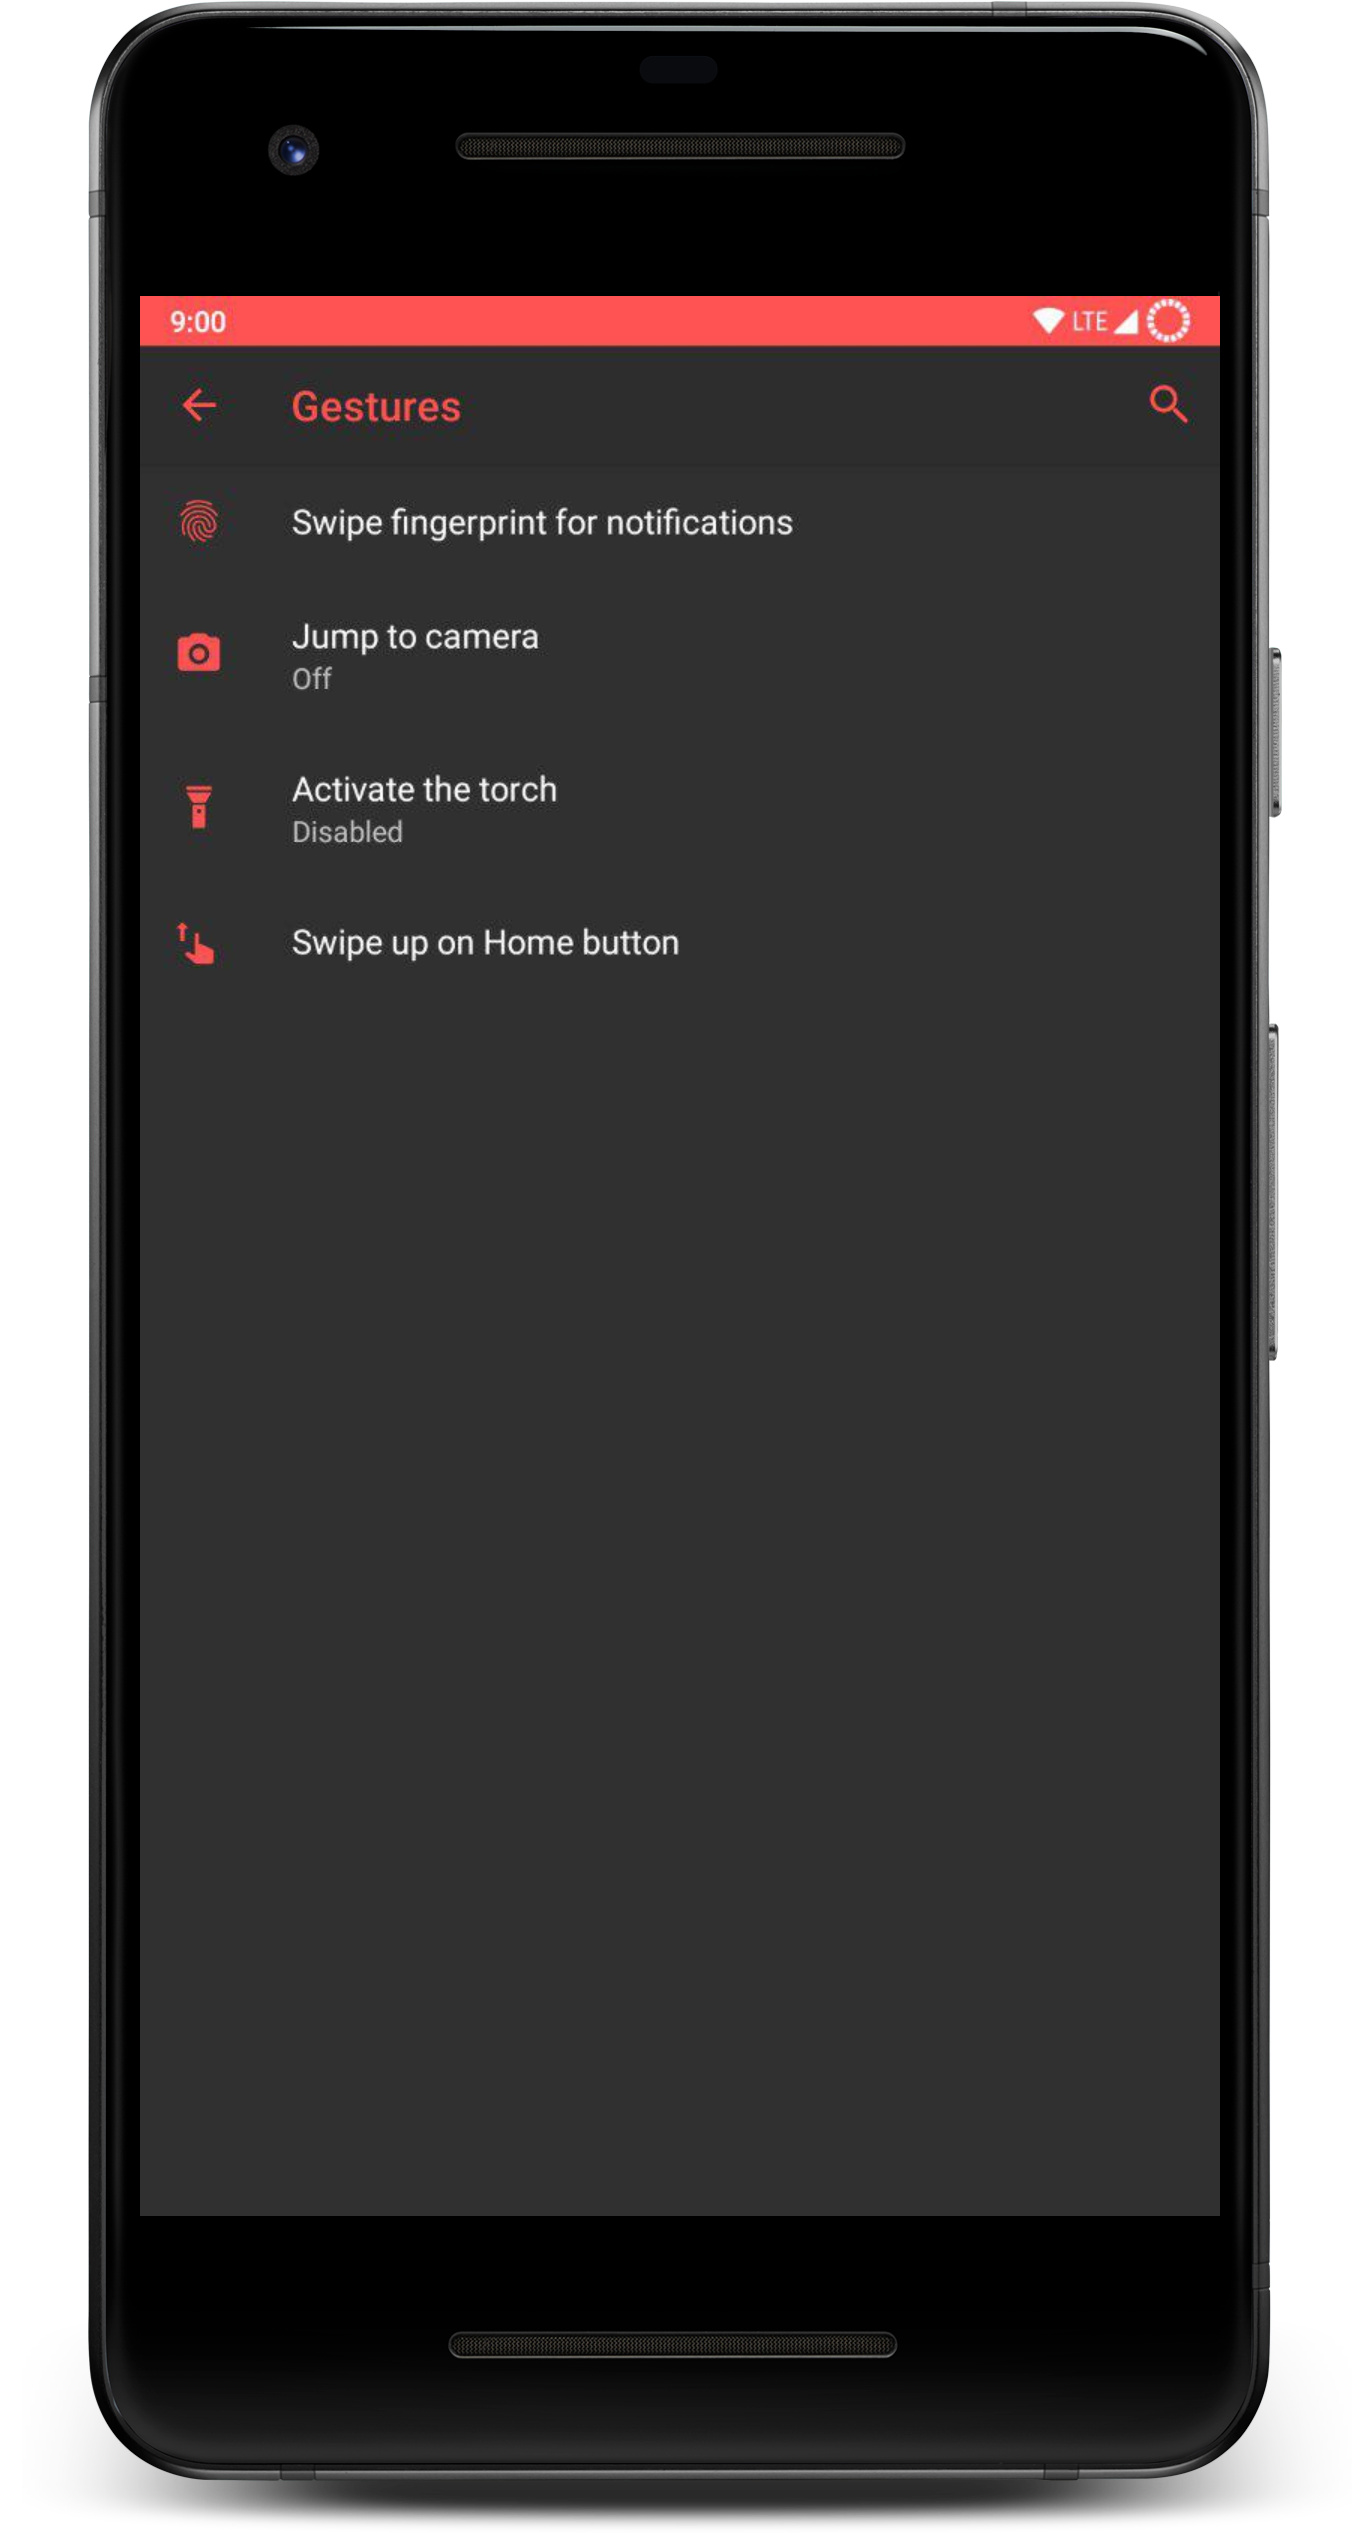 9:00 LTE
Gestures
Swipe fingerprint for notifications
Jump to camera
Off
Activate the torch
Disabled
Swipe up on Home button